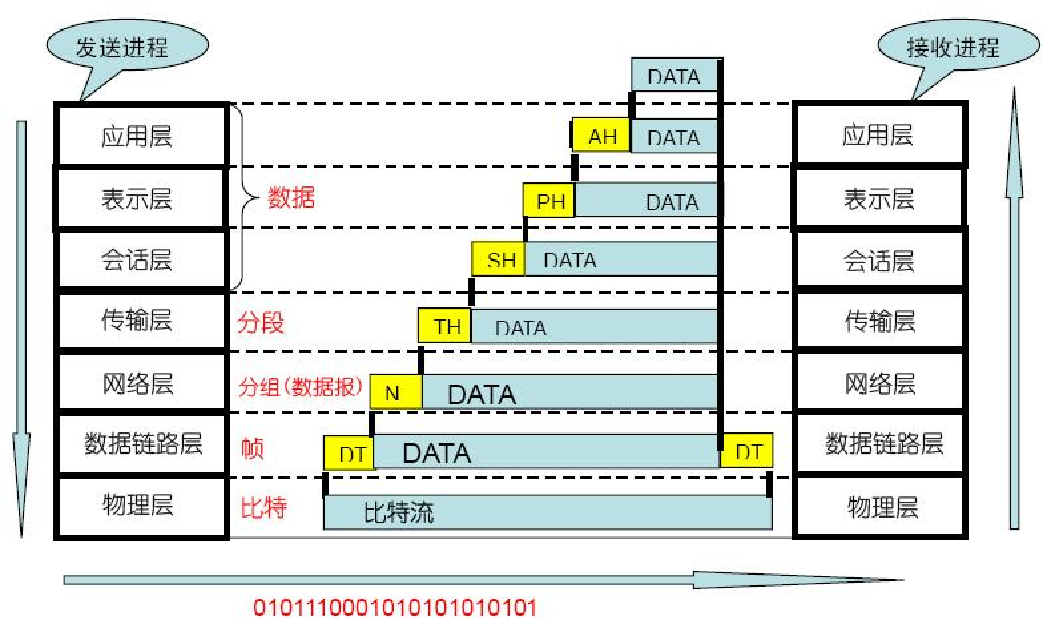 发送进程
接收进程
DATA
应用层
AH
DATA
应用层
表示层
数据
PH
DATA
表示层
会话层
SH
DATA
会话层
传输层
分段
TH
DATA
传输层
网络层
分组(数据报)
N
DATA
网络层
数据链路层
帧
DT
DATA
DT
数据链路层
物理层
比特
比特流
物理层
0101110001010101010101